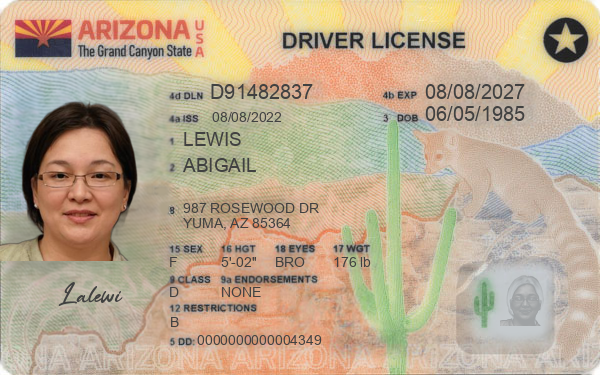 ARIZONA USA
The Grand Canyon State
DRIVER LICENSE
4d DLN D91482837 4b EXP 08/08/2027
4a ISS 08/08/2022 3 DOB 06/05/1985
1 LEWIS
2 ABIGAIL
8 987 ROSEWOOD DR
YUMA, AZ 85364
15 SEX 16 HGT 18 EYES 17 WGT
F 5'-02" BRO 176 lb
9 CLASS 9a ENDORSEMENTS
D NONE
12 RESTRICTIONS
B
5 DD: 0000000000004349
Lalewi
ARIZONA ARIZONA ARIZONA ARIZONA